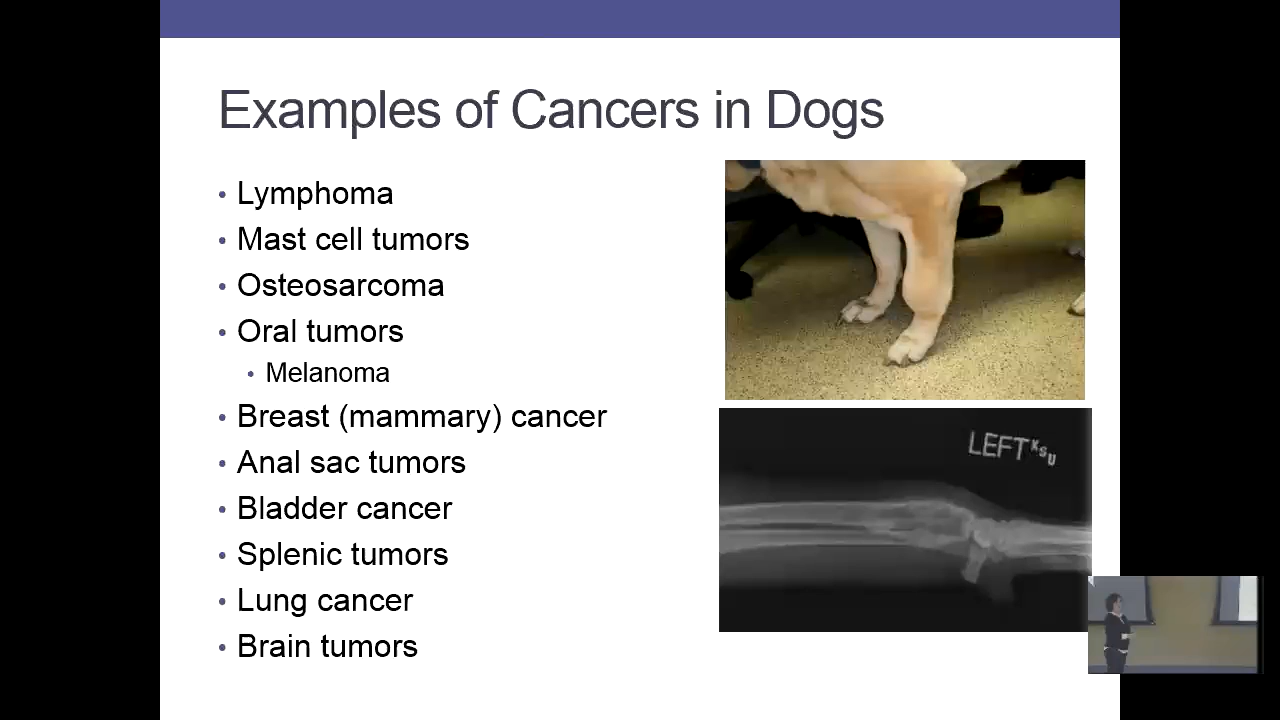 Examples of Cancers in Dogs
• Lymphoma
• Mast cell tumors
• Osteosarcoma
• Oral tumors
• Melanoma
• Breast (mammary) cancer
• Anal sac tumors
• Bladder cancer
• Splenic tumors
• Lung cancer
• Brain tumors
LEFT KSU